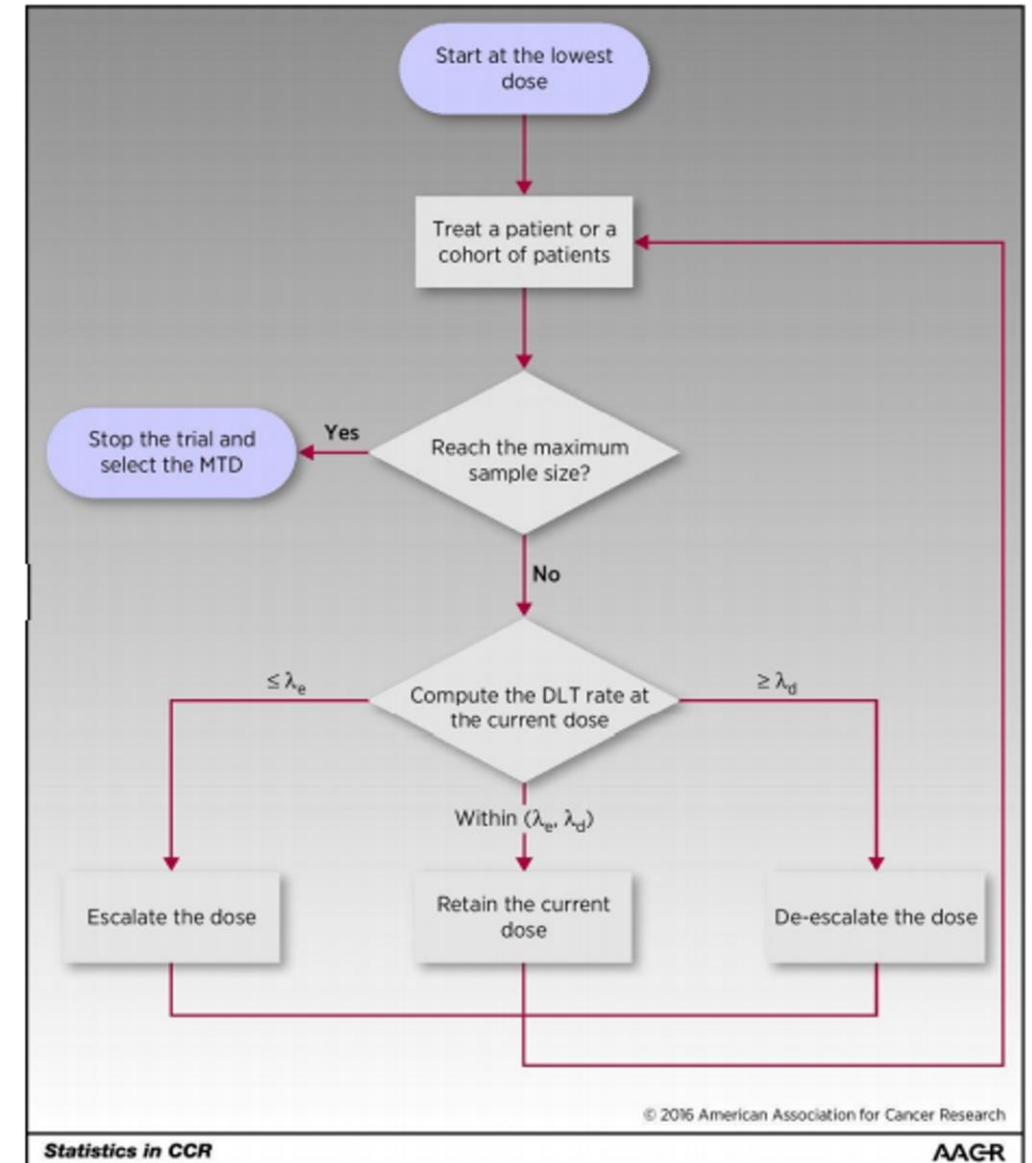 Start at the lowest
dose
Treat a patient or a
cohort of patients
Reach the maximum
sample size?
Yes
Stop the trial and
select the MTD
No
Compute the DLT rate at
the current dose
≤ λe
≥ λd
Within (λe, λd)
Escalate the dose
Retain the current
dose
De-escalate the dose
© 2016 American Association for Cancer Research
Statistics in CCR
AACR